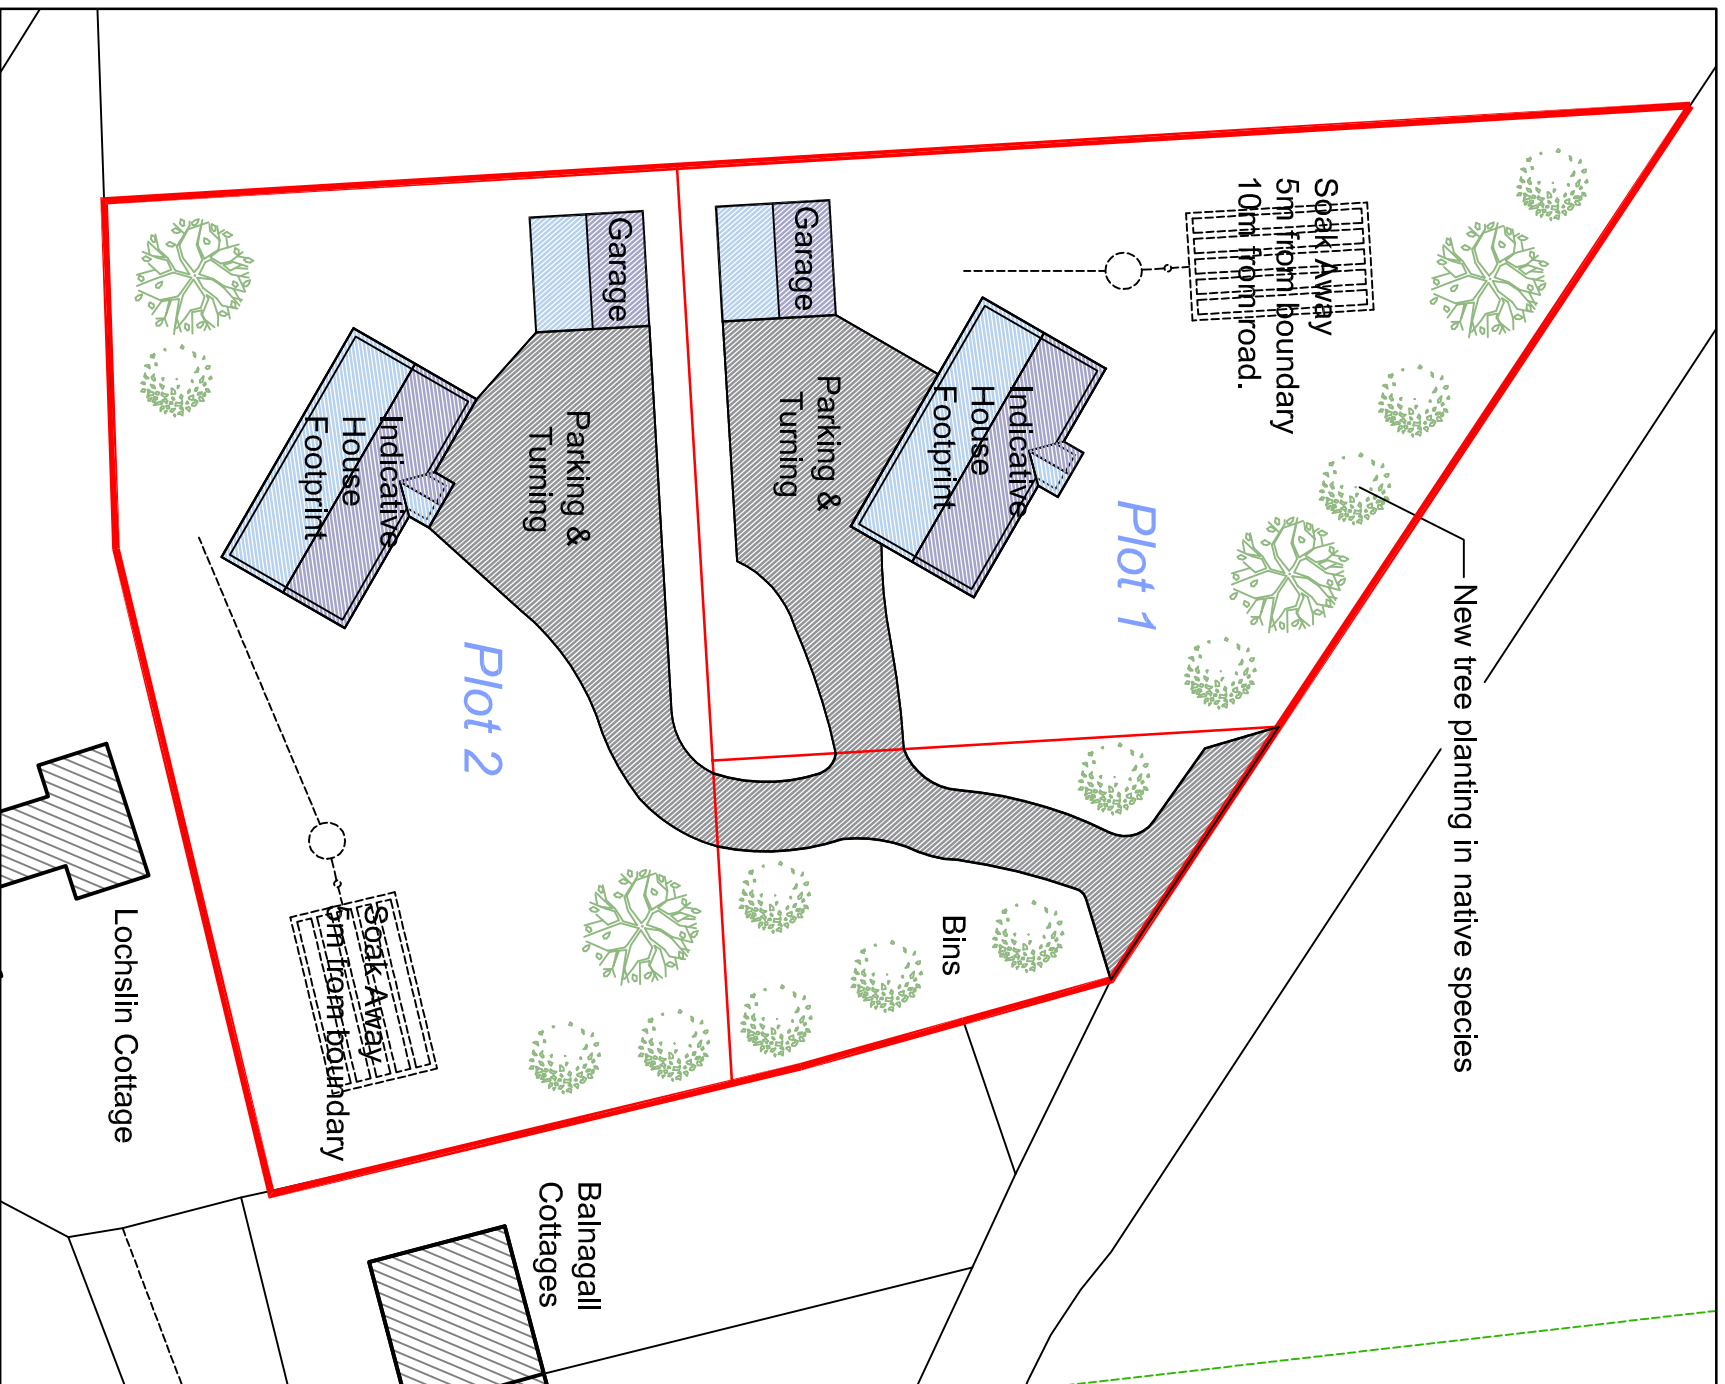 Soak Away
5m from boundary
10m from road.
New tree planting in native species
Plot 1
Garage
Parking &
Turning
Indicative
House
Footprint
Garage
Parking &
Turning
Indicative
House
Footprint
Plot 2
Bins
Soak Away
5m from boundary
Lochslin Cottage
Balnagall
Cottages